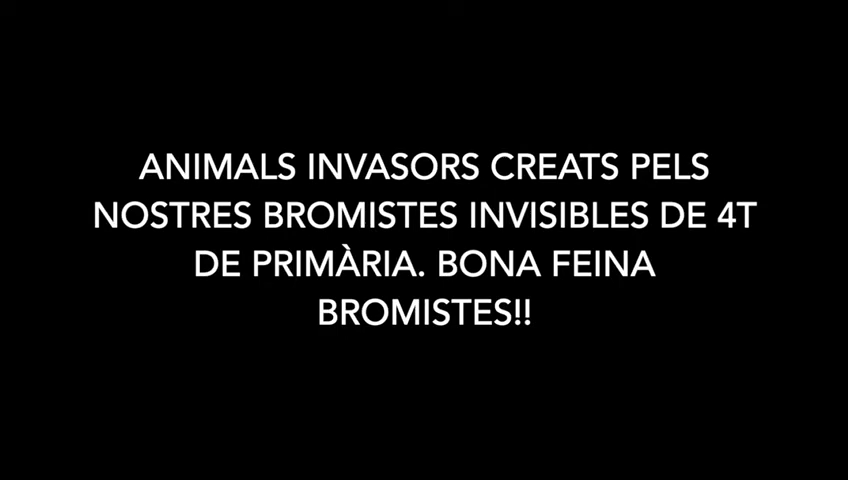 ANIMALS INVASORS CREATS PELS
NOSTRES BROMISTES INVISIBLES DE 4T
DE PRIMÀRIA. BONA FEINA
BROMISTES!!